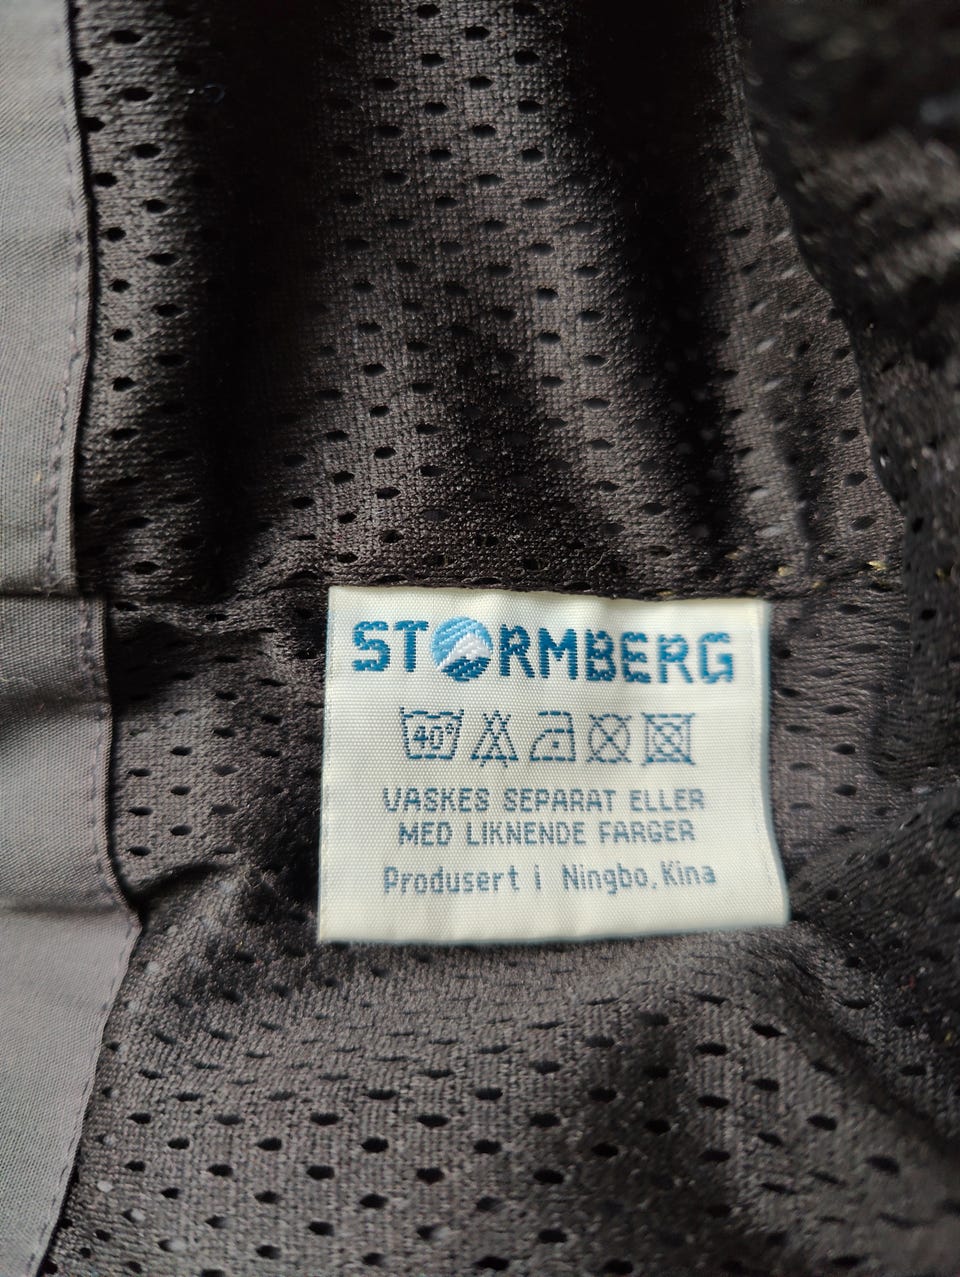 STORMBERG
40°
VASKES SEPARAT ELLER
MED LIKNENDE FARGER
Produsert i Ningbo, Kina